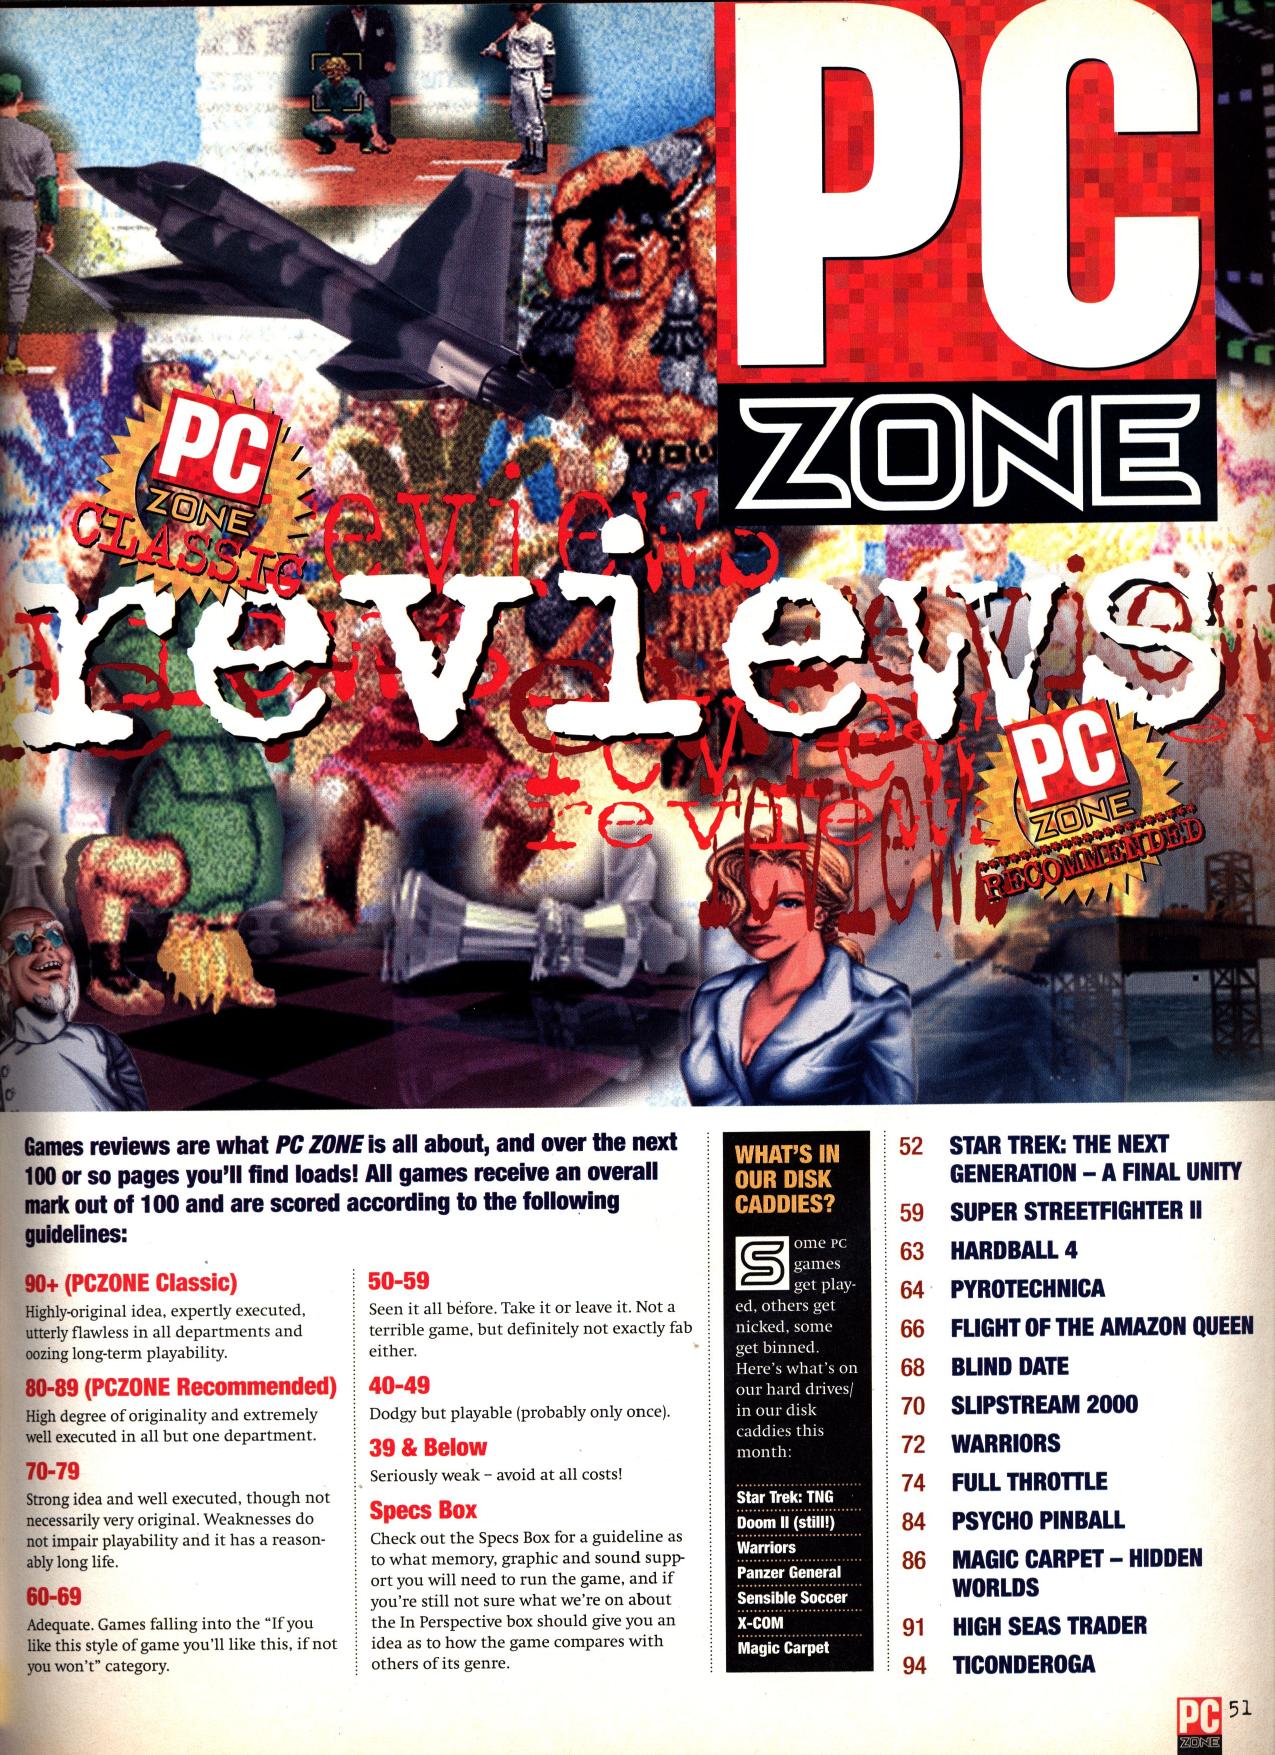 PC
ZONE
PC
ZONE
CLASSIC
reviews
reviews
review
reviews
reviews
PC
ZONE
RECOMMENDED
Games reviews are what PC ZONE is all about, and over the next
100 or so pages you'll find loads! All games receive an overall
mark out of 100 and are scored according to the following
guidelines:
90+ (PCZONE Classic)
Highly-original idea, expertly executed,
utterly flawless in all departments and
oozing long-term playability.
80-89 (PCZONE Recommended)
High degree of originality and extremely
well executed in all but one department.
70-79
Strong idea and well executed, though not
necessarily very original. Weaknesses do
not impair playability and it has a reason-
ably long life.
60-69
Adequate. Games falling into the “If you
like this style of game you'll like this, if not
you won't” category.
50-59
Seen it all before. Take it or leave it. Not a
terrible game, but definitely not exactly fab
either.
40-49
Dodgy but playable (probably only once).
39 & Below
Seriously weak – avoid at all costs!
Specs Box
Check out the Specs Box for a guideline as
to what memory, graphic and sound supp-
ort you will need to run the game, and if
you're still not sure what we're on about
the In Perspective box should give you an
idea as to how the game compares with
others of its genre.
WHAT'S IN
OUR DISK
CADDIES?
Some PC
games
get play-
ed, others get
nicked, some
get binned.
Here's what's on
our hard drives/
in our disk
caddies this
month:
Star Trek: TNG
Doom II (still!)
Warriors
Panzer General
Sensible Soccer
X-COM
Magic Carpet
52 STAR TREK: THE NEXT
GENERATION – A FINAL UNITY
59 SUPER STREETFIGHTER II
63 HARDBALL 4
64 PYROTECHNICA
66 FLIGHT OF THE AMAZON QUEEN
68 BLIND DATE
70 SLIPSTREAM 2000
72 WARRIORS
74 FULL THROTTLE
84 PSYCHO PINBALL
86 MAGIC CARPET – HIDDEN
WORLDS
91 HIGH SEAS TRADER
94 TICONDEROGA
PC
ZONE
51